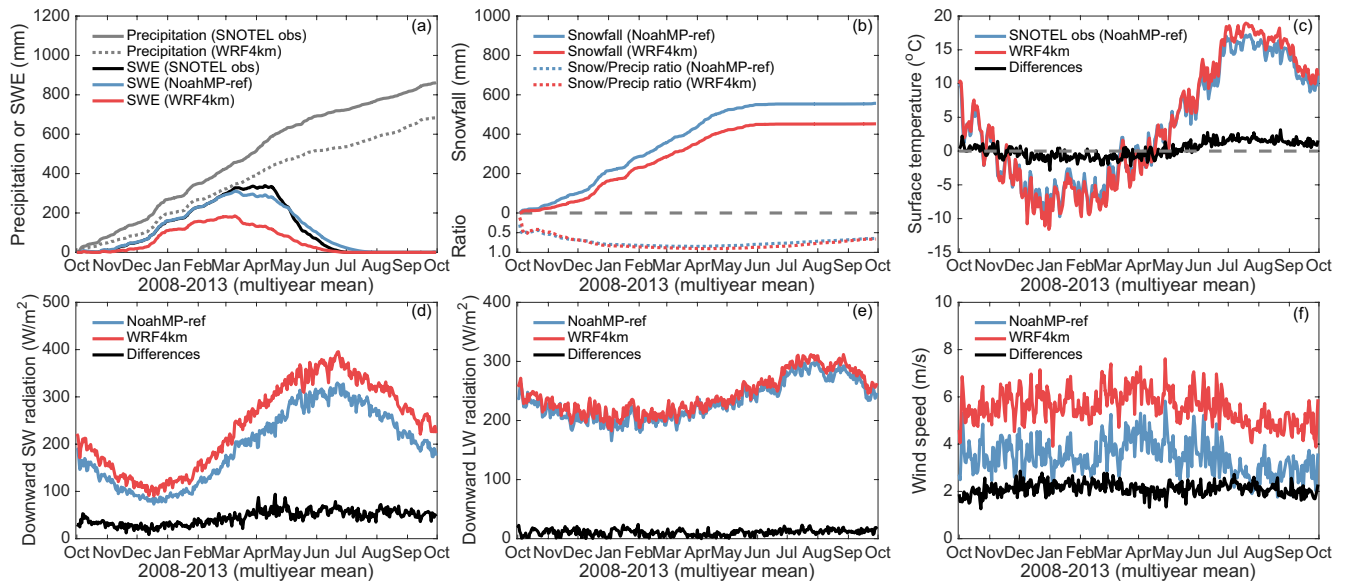 (a)
Precipitation or SWE (mm)
1200
1000
800
600
400
200
0
Precipitation (SNOTEL obs)
Precipitation (WRF4km)
SWE (SNOTEL obs)
SWE (NoahMP-ref)
SWE (WRF4km)
Oct Nov Dec Jan Feb Mar Apr May Jun Jul Aug Sep Oct
2008-2013 (multiyear mean)
(b)
Snowfall (mm)
Ratio
1000
800
600
400
200
0
0.5
1.0
Snowfall (NoahMP-ref)
Snowfall (WRF4km)
Snow/Precip ratio (NoahMP-ref)
Snow/Precip ratio (WRF4km)
Oct Nov Dec Jan Feb Mar Apr May Jun Jul Aug Sep Oct
2008-2013 (multiyear mean)
(c)
Surface temperature (°C)
20
15
10
5
0
-5
-10
-15
SNOTEL obs (NoahMP-ref)
WRF4km
Differences
Oct Nov Dec Jan Feb Mar Apr May Jun Jul Aug Sep Oct
2008-2013 (multiyear mean)
(d)
Downward SW radiation (W/m²)
500
400
300
200
100
0
NoahMP-ref
WRF4km
Differences
Oct Nov Dec Jan Feb Mar Apr May Jun Jul Aug Sep Oct
2008-2013 (multiyear mean)
(e)
Downward LW radiation (W/m²)
400
300
200
100
0
NoahMP-ref
WRF4km
Differences
Oct Nov Dec Jan Feb Mar Apr May Jun Jul Aug Sep Oct
2008-2013 (multiyear mean)
(f)
Wind speed (m/s)
10
8
6
4
2
0
NoahMP-ref
WRF4km
Differences
Oct Nov Dec Jan Feb Mar Apr May Jun Jul Aug Sep Oct
2008-2013 (multiyear mean)